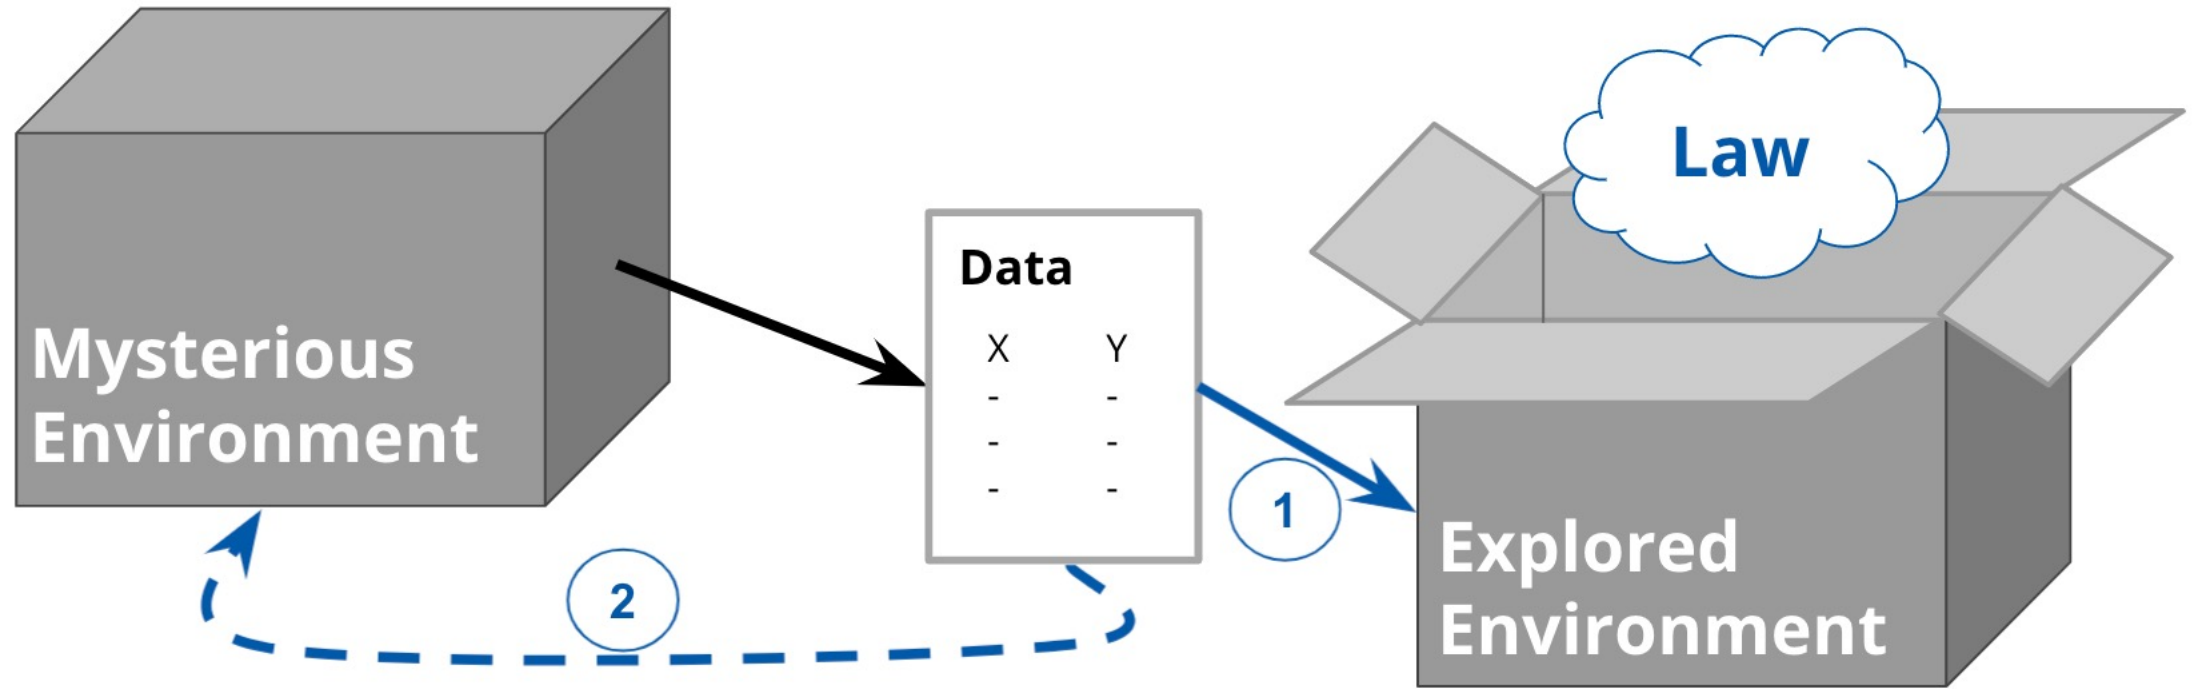 Mysterious
Environment
Data
X Y
- -
- -
- -
1
2
Law
Explored
Environment